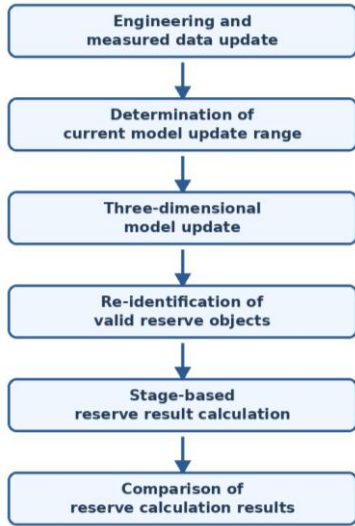 Engineering and
measured data update
Determination of
current model update range
Three-dimensional
model update
Re-identification of
valid reserve objects
Stage-based
reserve result calculation
Comparison of
reserve calculation results